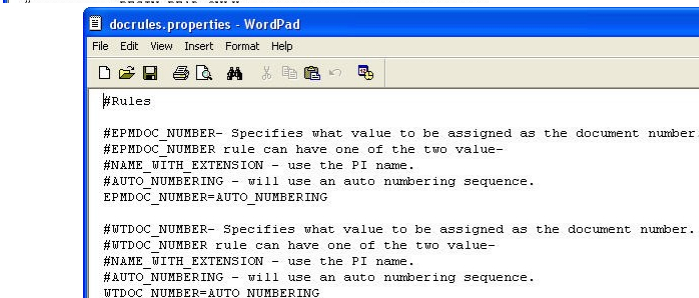 docrules.properties - WordPad
File Edit View Insert Format Help
#Rules
#EPMDOC_NUMBER- Specifies what value to be assigned as the document number.
#EPMDOC_NUMBER rule can have one of the two value-
#NAME_WITH_EXTENSION - use the PI name.
#AUTO_NUMBERING - will use an auto numbering sequence.
EPMDOC_NUMBER=AUTO_NUMBERING
#WTDOC_NUMBER- Specifies what value to be assigned as the document number.
#WTDOC_NUMBER rule can have one of the two value-
#NAME_WITH_EXTENSION - use the PI name.
#AUTO_NUMBERING - will use an auto numbering sequence.
WTDOC_NUMBER=AUTO_NUMBERING